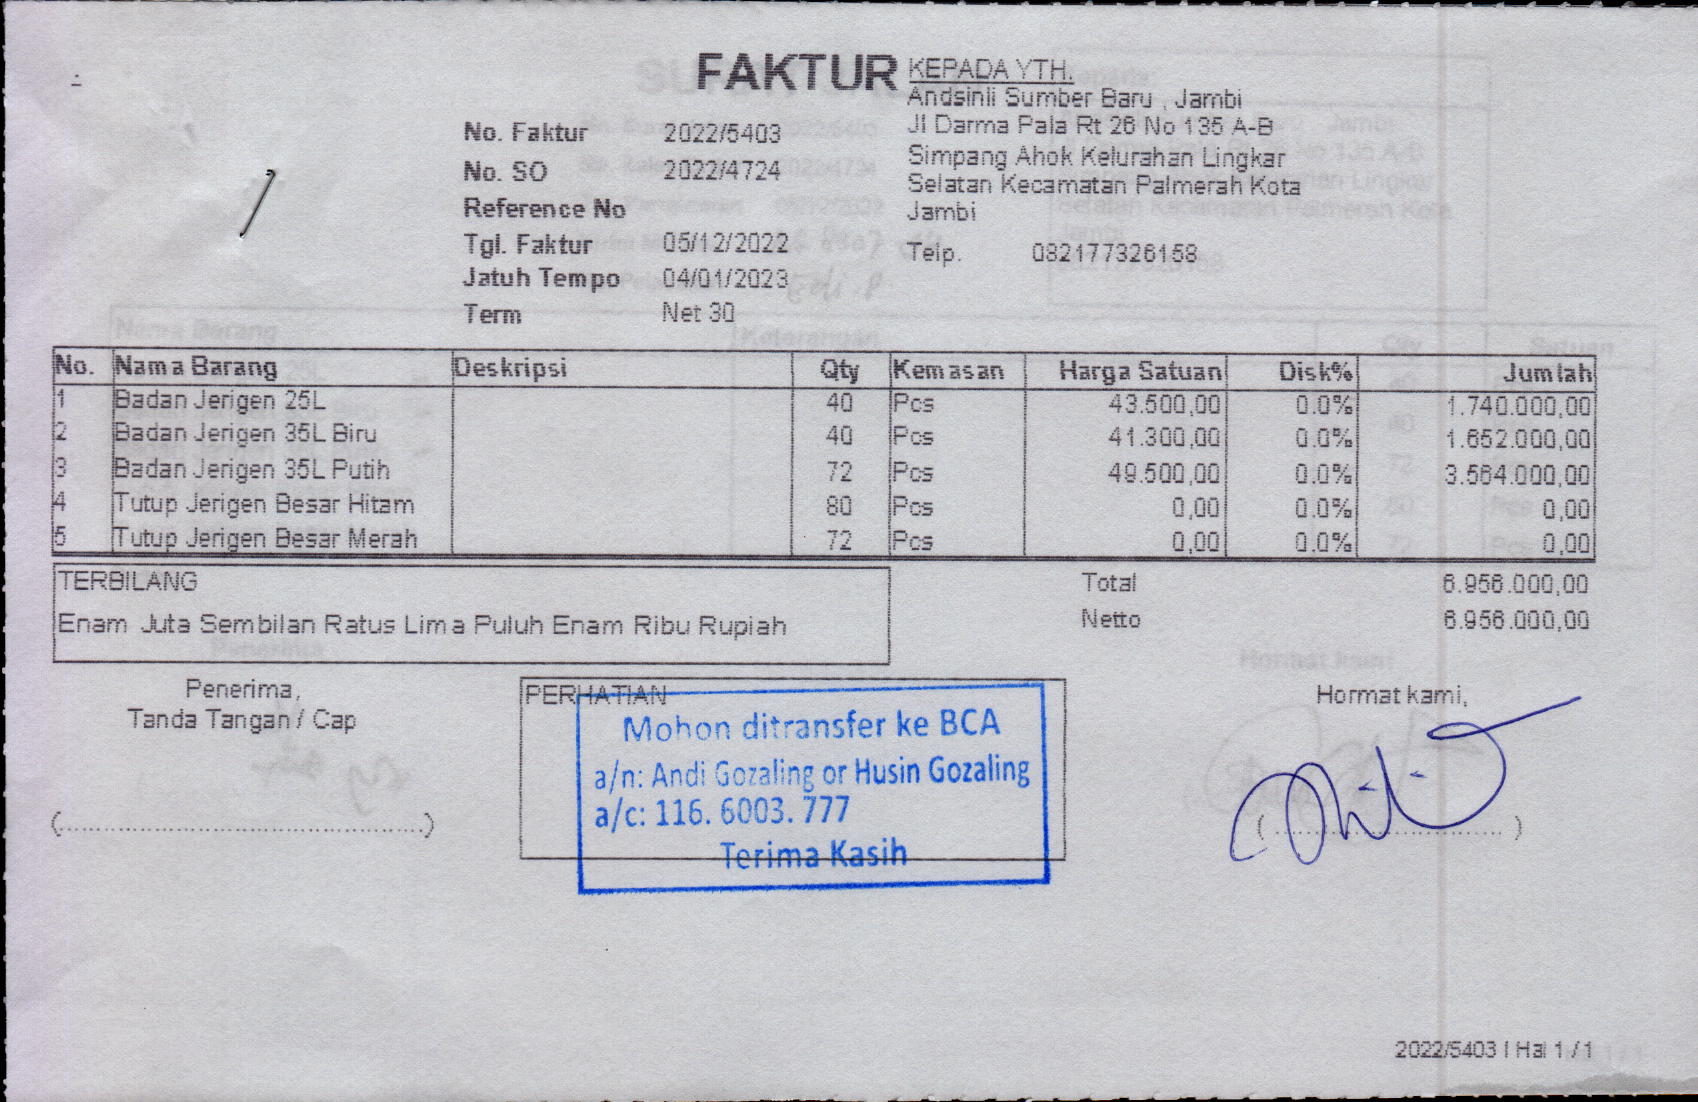 FAKTUR
No. Faktur 2022/5403
No. SO 2022/4724
Reference No
Tgl. Faktur 05/12/2022
Jatuh Tempo 04/01/2023
Term Net 30
KEPADA YTH.
Andsinli Sumber Baru , Jambi
Jl Darma Pala Rt 26 No 135 A-B
Simpang Ahok Kelurahan Lingkar
Selatan Kecamatan Palmerah Kota
Jambi
Telp. 082177326158
No. Nama Barang Deskripsi Qty Kemasan Harga Satuan Disk% Jumlah
1 Badan Jerigen 25L 40 Pcs 43.500,00 0.0% 1.740.000,00
2 Badan Jerigen 35L Biru 40 Pcs 41.300,00 0.0% 1.652.000,00
3 Badan Jerigen 35L Putih 72 Pcs 49.500,00 0.0% 3.564.000,00
4 Tutup Jerigen Besar Hitam 80 Pcs 0,00 0.0% 0,00
5 Tutup Jerigen Besar Merah 72 Pcs 0,00 0.0% 0,00
TERBILANG
Enam Juta Sembilan Ratus Lima Puluh Enam Ribu Rupiah
Total 6.956.000,00
Netto 6.956.000,00
Penerima,
Tanda Tangan / Cap
(............................................)
PERHATIAN
Mohon ditransfer ke BCA
a/n: Andi Gozaling or Husin Gozaling
a/c: 116. 6003. 777
Terima Kasih
Hormat kami,
(............................)
2022/5403 | Hal 1 / 1